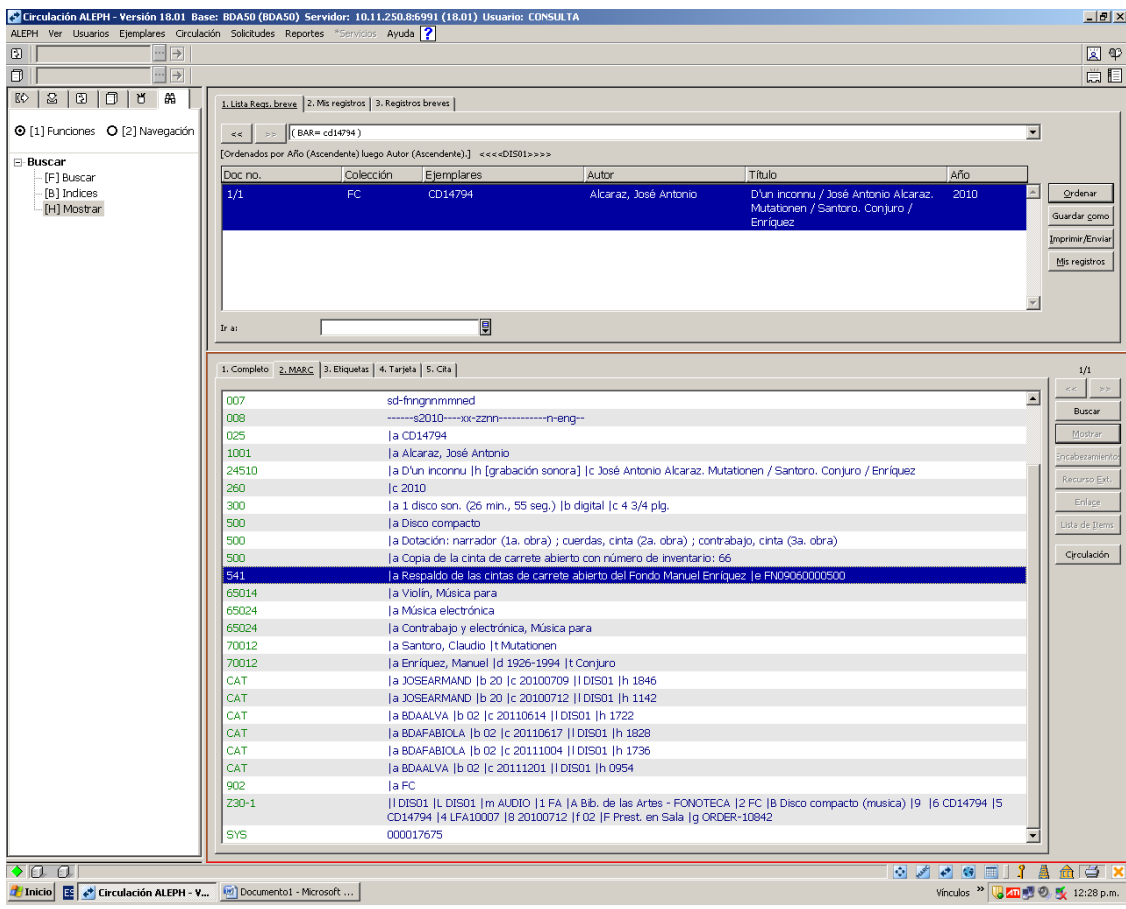 Circulación ALEPH - Versión 18.01 Base: BDA50 (BDA50) Servidor: 10.11.250.8:6991 (18.01) Usuario: CONSULTA
ALEPH Ver Usuarios Ejemplares Circulación Solicitudes Reportes *Servicios Ayuda ?
[1] Funciones [2] Navegación
Buscar
[F] Buscar
[B] Indices
[H] Mostrar
1. Lista Regs. breve 2. Mis registros 3. Registros breves
<< >> ( BAR= cd14794 )
[Ordenados por Año (Ascendente) luego Autor (Ascendente).] <<<<DIS01>>>>
Doc no. Colección Ejemplares Autor Título Año
1/1 FC CD14794 Alcaraz, José Antonio D'un inconnu / José Antonio Alcaraz. 2010
Mutationen / Santoro. Conjuro /
Enríquez
Ordenar
Guardar como
Imprimir/Enviar
Mis registros
Ir a:
1. Completo 2. MARC 3. Etiquetas 4. Tarjeta 5. Cita
1/1
<< >>
Buscar
Mostrar
Encabezamientos
Recurso Ext.
Enlace
Lista de Items
Circulación
007 sd-fnngnnmmned
008 ------s2010----xx-zznn-----------n-eng--
025 |a CD14794
1001 |a Alcaraz, José Antonio
24510 |a D'un inconnu |h [grabación sonora] |c José Antonio Alcaraz. Mutationen / Santoro. Conjuro / Enríquez
260 |c 2010
300 |a 1 disco son. (26 min., 55 seg.) |b digital |c 4 3/4 plg.
500 |a Disco compacto
500 |a Dotación: narrador (1a. obra) ; cuerdas, cinta (2a. obra) ; contrabajo, cinta (3a. obra)
500 |a Copia de la cinta de carrete abierto con número de inventario: 66
541 |a Respaldo de las cintas de carrete abierto del Fondo Manuel Enríquez |e FN09060000500
65014 |a Violín, Música para
65024 |a Música electrónica
65024 |a Contrabajo y electrónica, Música para
70012 |a Santoro, Claudio |t Mutationen
70012 |a Enríquez, Manuel |d 1926-1994 |t Conjuro
CAT |a JOSEARMAND |b 20 |c 20100709 |l DIS01 |h 1846
CAT |a JOSEARMAND |b 20 |c 20100712 |l DIS01 |h 1142
CAT |a BDAALVA |b 02 |c 20110614 |l DIS01 |h 1722
CAT |a BDAFABIOLA |b 02 |c 20110617 |l DIS01 |h 1828
CAT |a BDAFABIOLA |b 02 |c 20111004 |l DIS01 |h 1736
CAT |a BDAALVA |b 02 |c 20111201 |l DIS01 |h 0954
902 |a FC
Z30-1 |l DIS01 |L DIS01 |m AUDIO |1 FA |A Bib. de las Artes - FONOTECA |2 FC |B Disco compacto (musica) |9 |6 CD14794 |5
CD14794 |4 LFA10007 |8 20100712 |f 02 |F Prest. en Sala |g ORDER-10842
SYS 000017675
Inicio ES Circulación ALEPH - V... Documento1 - Microsoft ... Vínculos » ATI 12:28 p.m.